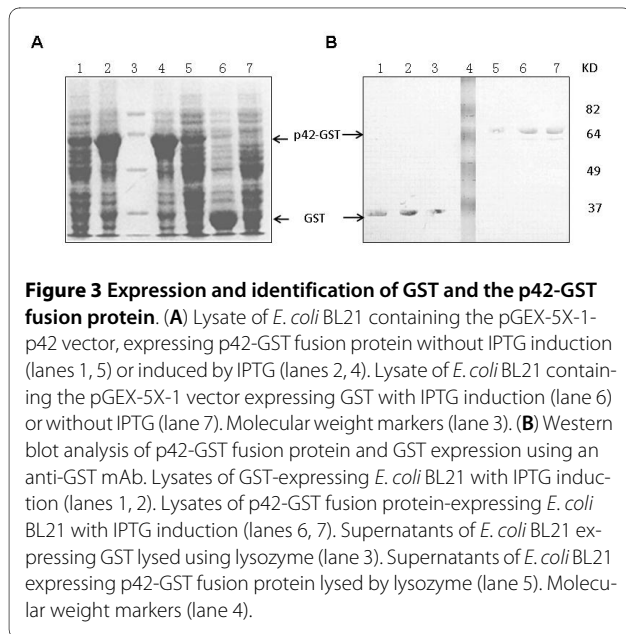 A
B
1 2 3 4 5 6 7
1 2 3 4 5 6 7 KD
82
p42-GST
64
49
GST
37
Figure 3 Expression and identification of GST and the p42-GST
fusion protein. (A) Lysate of E. coli BL21 containing the pGEX-5X-1-
p42 vector, expressing p42-GST fusion protein without IPTG induction
(lanes 1, 5) or induced by IPTG (lanes 2, 4). Lysate of E. coli BL21 contain-
ing the pGEX-5X-1 vector expressing GST with IPTG induction (lane 6)
or without IPTG (lane 7). Molecular weight markers (lane 3). (B) Western
blot analysis of p42-GST fusion protein and GST expression using an
anti-GST mAb. Lysates of GST-expressing E. coli BL21 with IPTG induc-
tion (lanes 1, 2). Lysates of p42-GST fusion protein-expressing E. coli
BL21 with IPTG induction (lanes 6, 7). Supernatants of E. coli BL21 ex-
pressing GST lysed using lysozyme (lane 3). Supernatants of E. coli BL21
expressing p42-GST fusion protein lysed by lysozyme (lane 5). Molecu-
lar weight markers (lane 4).